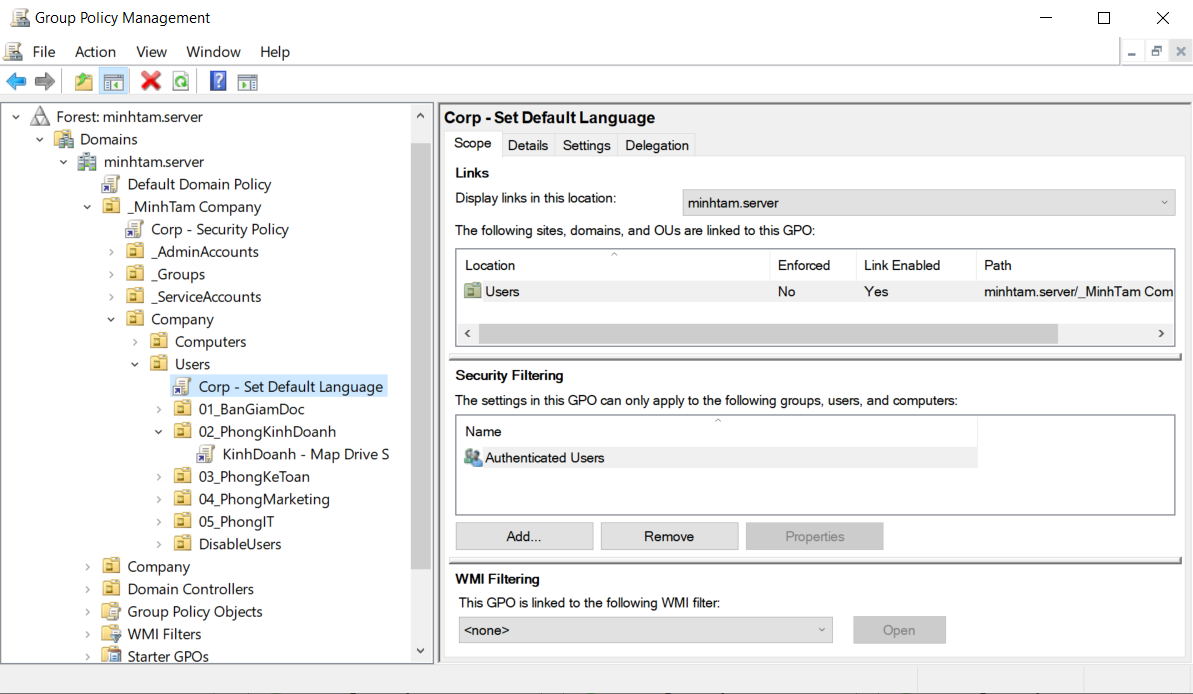 Group Policy Management
File Action View Window Help
Forest: minhtam.server
Domains
minhtam.server
Default Domain Policy
_MinhTam Company
Corp - Security Policy
_AdminAccounts
_Groups
_ServiceAccounts
Company
Computers
Users
Corp - Set Default Language
01_BanGiamDoc
02_PhongKinhDoanh
KinhDoanh - Map Drive S
03_PhongKeToan
04_PhongMarketing
05_PhongIT
DisableUsers
Company
Domain Controllers
Group Policy Objects
WMI Filters
Starter GPOs
Corp - Set Default Language
Scope Details Settings Delegation
Links
Display links in this location: minhtam.server
The following sites, domains, and OUs are linked to this GPO:
Location Enforced Link Enabled Path
Users No Yes minhtam.server/_MinhTam Com
Security Filtering
The settings in this GPO can only apply to the following groups, users, and computers:
Name
Authenticated Users
Add... Remove Properties
WMI Filtering
This GPO is linked to the following WMI filter:
<none> Open